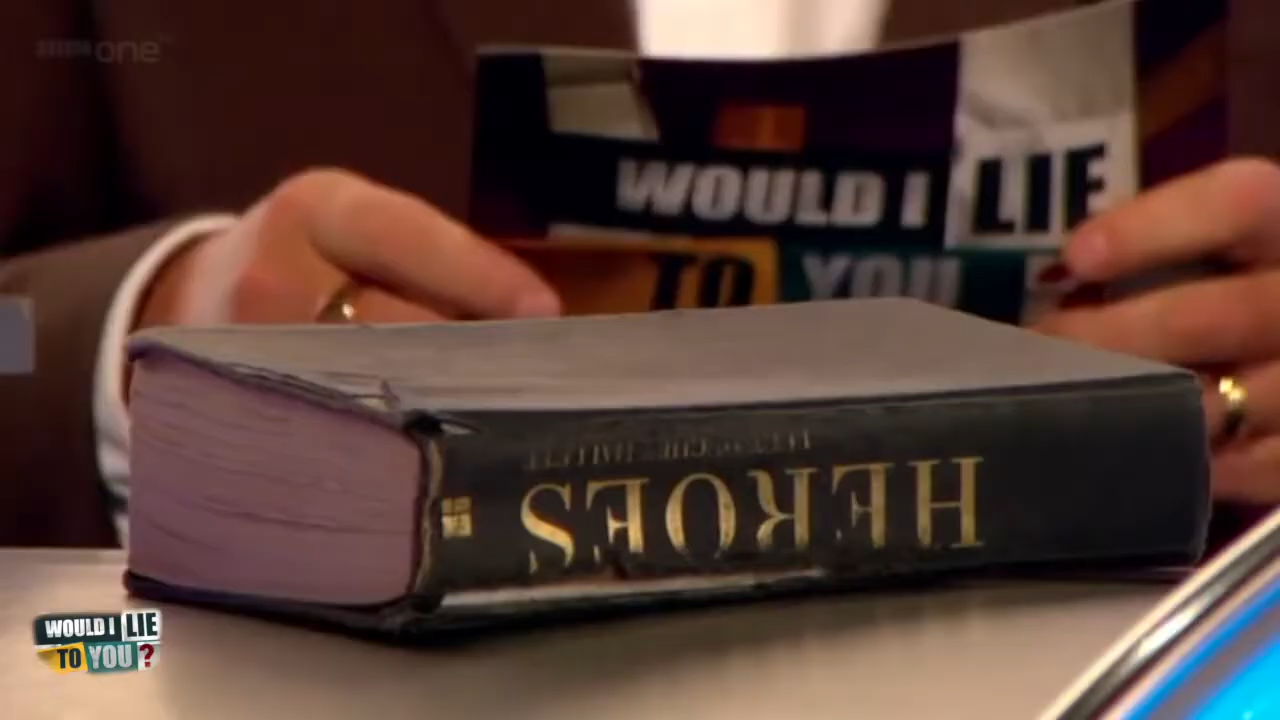 BBC one
WOULD I LIE
TO YOU
HEROES
WOULD I LIE
TO YOU?